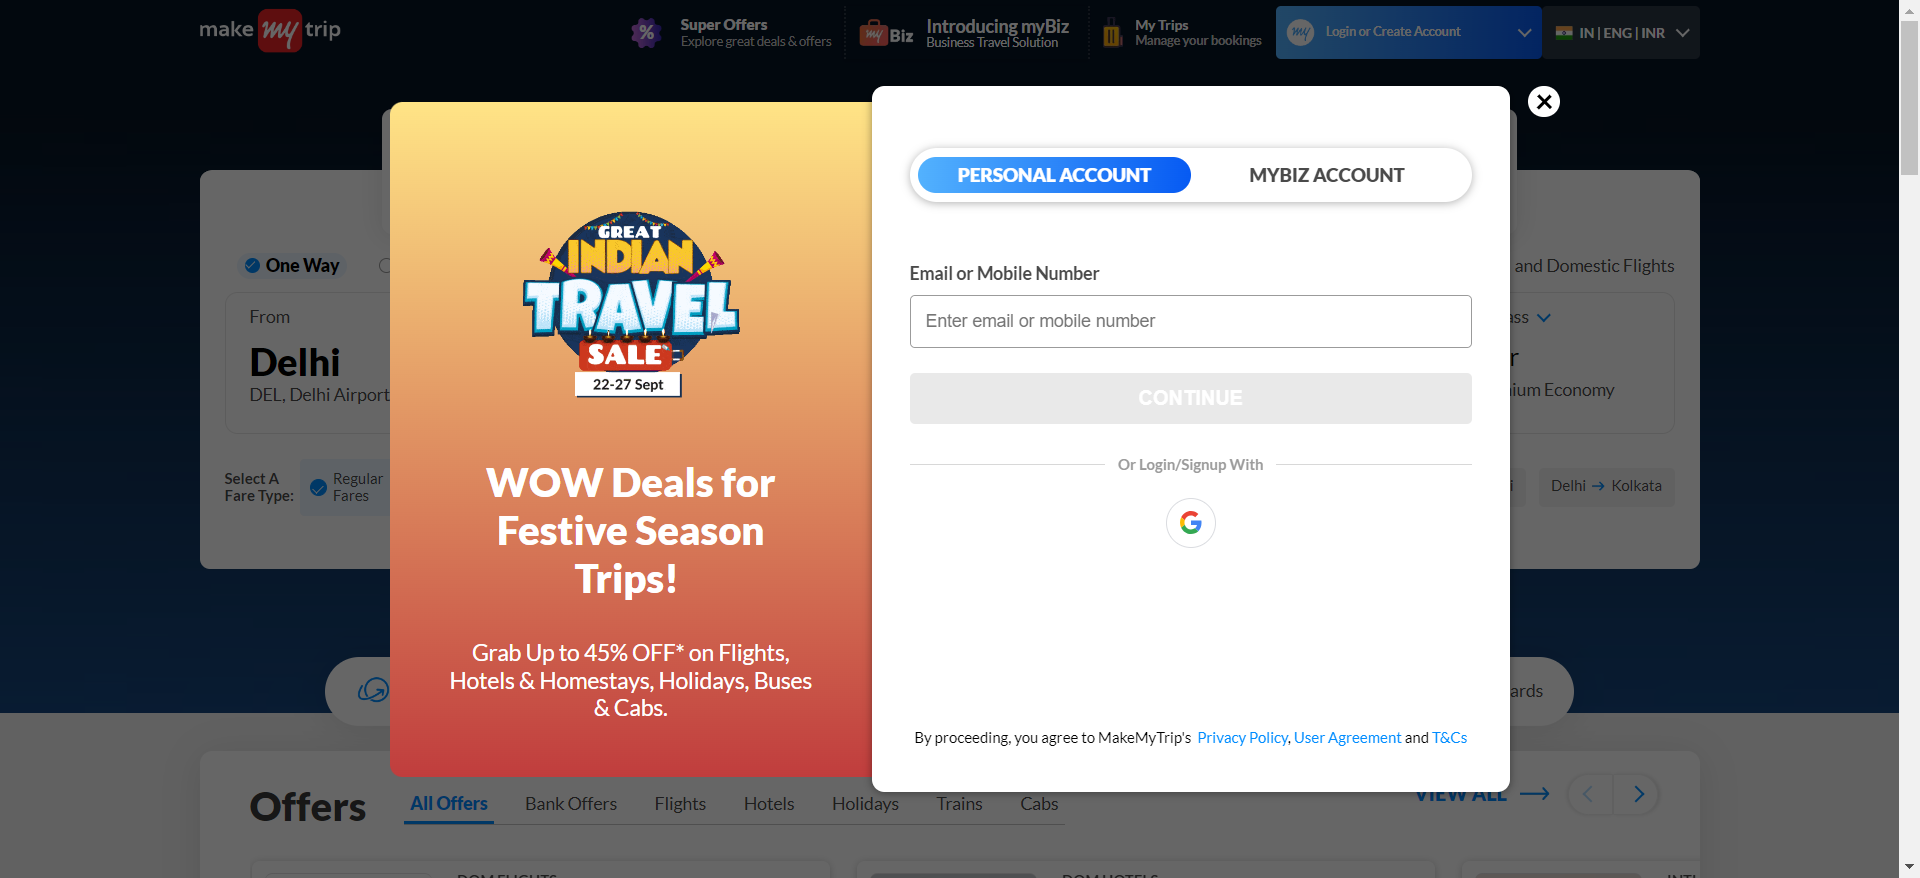 make my trip
Super Offers
Explore great deals & offers
my Biz
Introducing myBiz
Business Travel Solution
My Trips
Manage your bookings
my
Login or Create Account
IN | ENG | INR
PERSONAL ACCOUNT
MYBIZ ACCOUNT
GREAT
INDIAN
TRAVEL
SALE
22-27 Sept
WOW Deals for
Festive Season
Trips!
Grab Up to 45% OFF* on Flights,
Hotels & Homestays, Holidays, Buses
& Cabs.
Email or Mobile Number
Enter email or mobile number
CONTINUE
Or Login/Signup With
By proceeding, you agree to MakeMyTrip's Privacy Policy, User Agreement and T&Cs
One Way
and Domestic Flights
From
Delhi
DEL, Delhi Airport
ium Economy
Select A
Fare Type:
Regular
Fares
Delhi → Kolkata
ards
Offers
All Offers
Bank Offers
Flights
Hotels
Holidays
Trains
Cabs
VIEW ALL
DOM FLIGHTS
DOM HOTELS